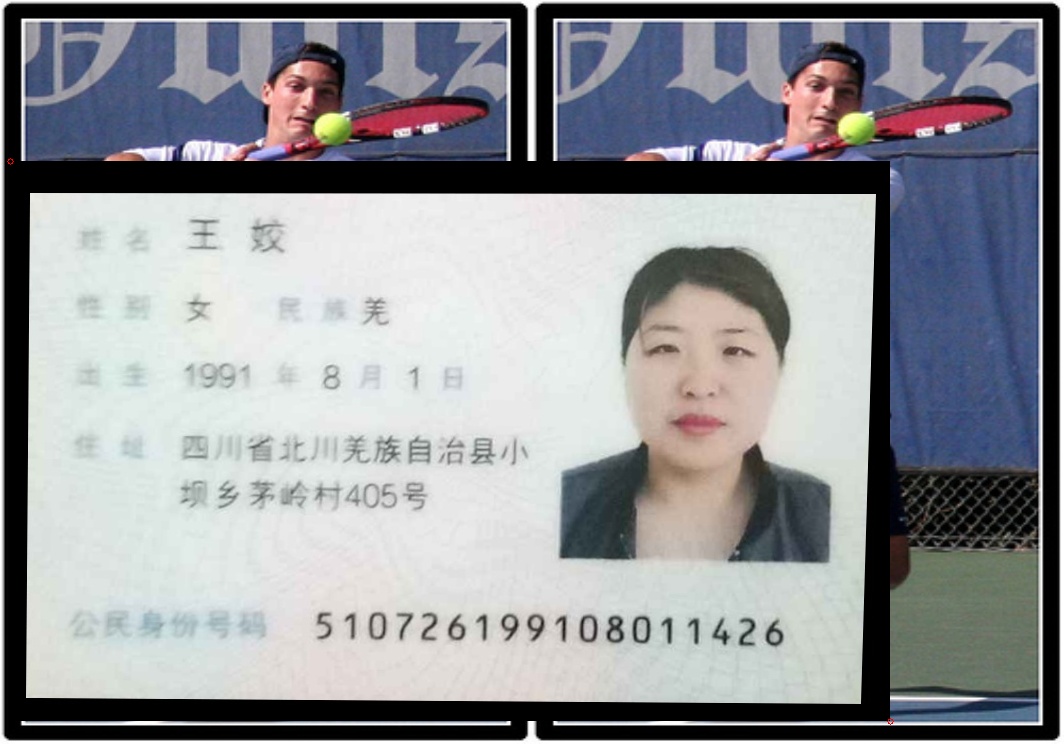 姓名 王姣
性别 女 民族 羌
出生 1991 年 8 月 1 日
住址 四川省北川羌族自治县小
坝乡茅岭村405号
公民身份号码 510726199108011426